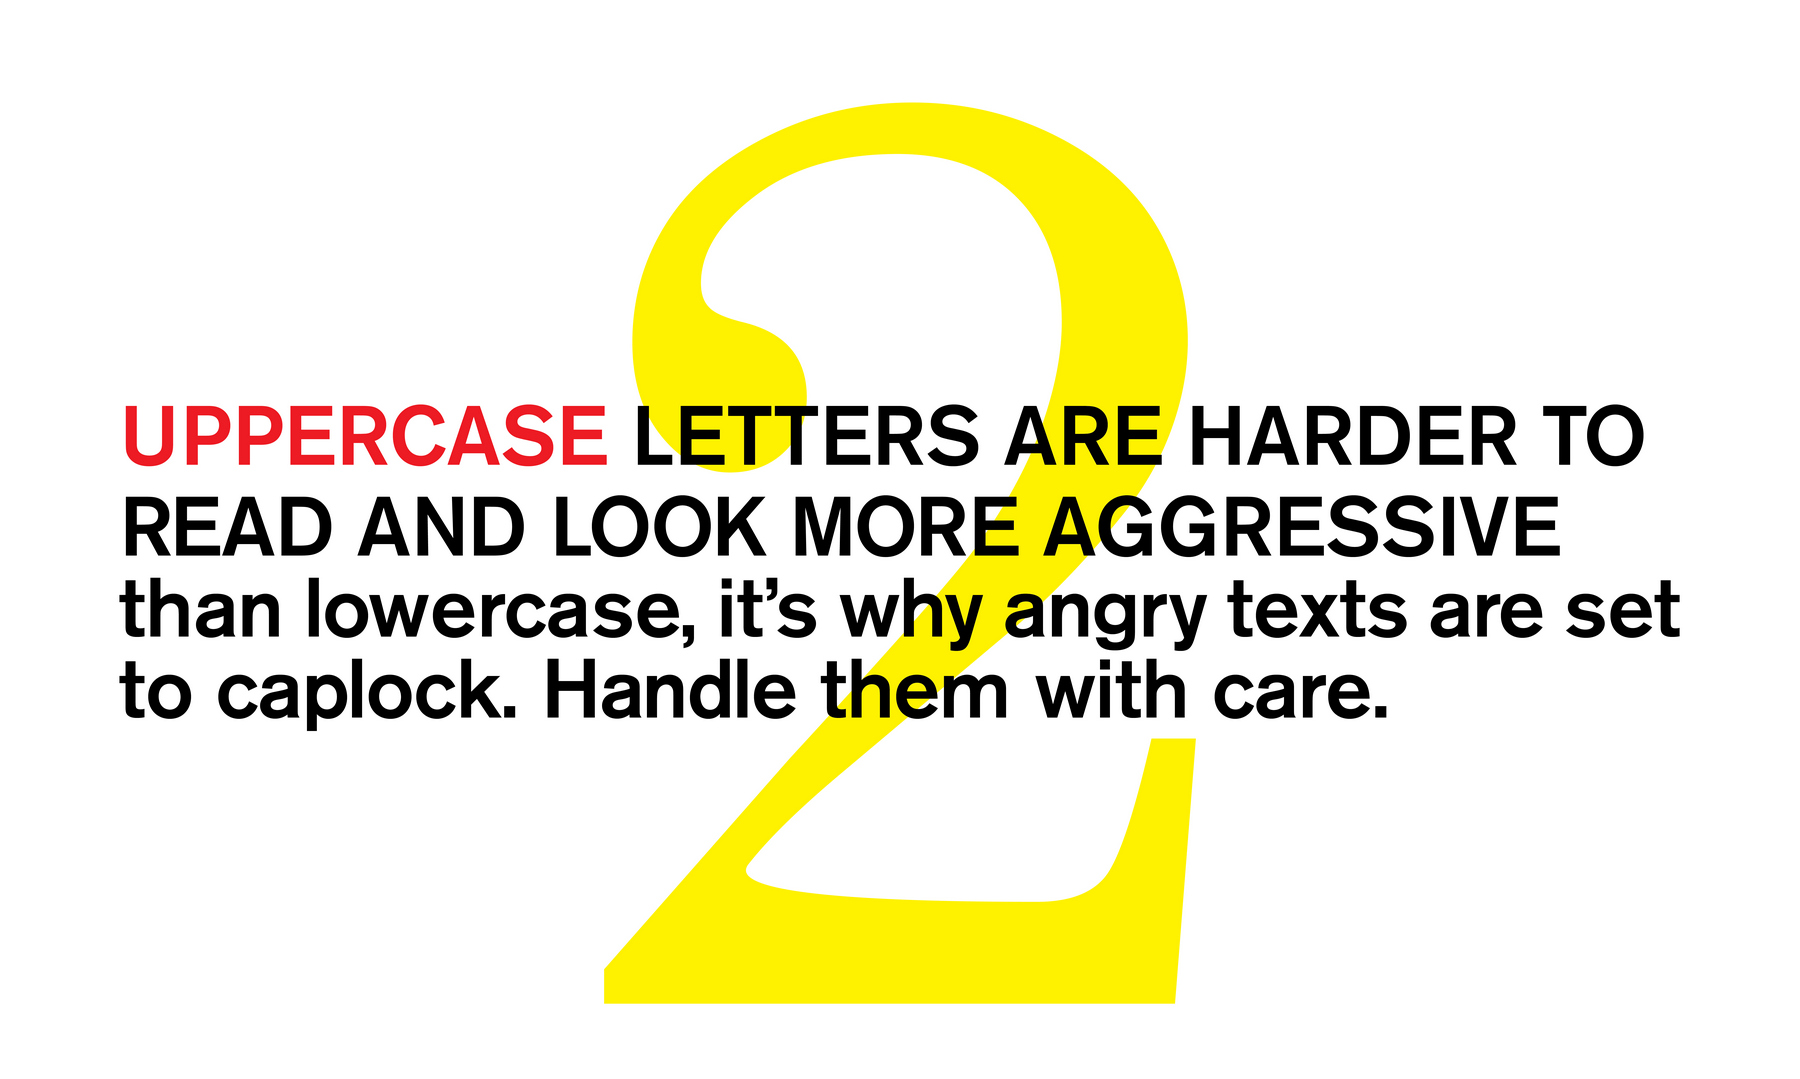 2
UPPERCASE LETTERS ARE HARDER TO
READ AND LOOK MORE AGGRESSIVE
than lowercase, it’s why angry texts are set
to caplock. Handle them with care.